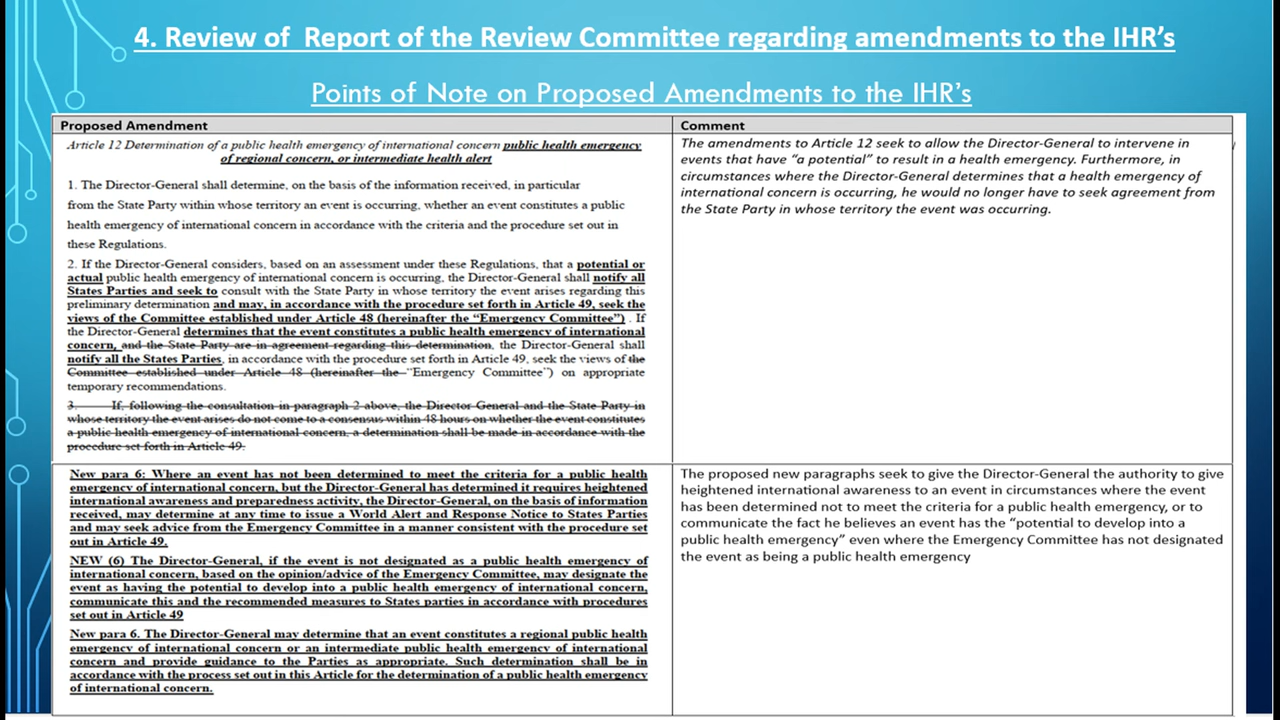 4. Review of  Report of the Review Committee regarding amendments to the IHR's
Points of Note on Proposed Amendments to the IHR's
Proposed Amendment
Article 12 Determination of a public health emergency of international concern public health emergency
of regional concern, or intermediate health alert
1. The Director-General shall determine, on the basis of the information received, in particular
from the State Party within whose territory an event is occurring, whether an event constitutes a public
health emergency of international concern in accordance with the criteria and the procedure set out in
these Regulations.
2. If the Director-General considers, based on an assessment under these Regulations, that a potential or
actual public health emergency of international concern is occurring, the Director-General shall notify all
States Parties and seek to consult with the State Party in whose territory the event arises regarding this
preliminary determination and may, in accordance with the procedure set forth in Article 49, seek the
views of the Committee established under Article 48 (hereinafter the “Emergency Committee”) . If
the Director-General determines that the event constitutes a public health emergency of international
concern, and the State Party are in agreement regarding this determination, the Director-General shall
notify all the States Parties, in accordance with the procedure set forth in Article 49, seek the views of the
Committee established under Article 48 (hereinafter the “Emergency Committee”) on appropriate
temporary recommendations.
3. If, following the consultation in paragraph 2 above, the Director-General and the State Party in
whose territory the event arises do not come to a consensus within 48 hours on whether the event constitutes
a public health emergency of international concern, a determination shall be made in accordance with the
procedure set forth in Article 49.
Comment
The amendments to Article 12 seek to allow the Director-General to intervene in
events that have “a potential” to result in a health emergency. Furthermore, in
circumstances where the Director-General determines that a health emergency of
international concern is occurring, he would no longer have to seek agreement from
the State Party in whose territory the event was occurring.
New para 6: Where an event has not been determined to meet the criteria for a public health
emergency of international concern, but the Director-General has determined it requires heightened
international awareness and preparedness activity, the Director-General, on the basis of information
received, may determine at any time to issue a World Alert and Response Notice to States Parties
and may seek advice from the Emergency Committee in a manner consistent with the procedure set
out in Article 49.
NEW (6) The Director-General, if the event is not designated as a public health emergency of
international concern, based on the opinion/advice of the Emergency Committee, may designate the
event as having the potential to develop into a public health emergency of international concern,
communicate this and the recommended measures to States parties in accordance with procedures
set out in Article 49
New para 6. The Director-General may determine that an event constitutes a regional public health
emergency of international concern or an intermediate public health emergency of international
concern and provide guidance to the Parties as appropriate. Such determination shall be in
accordance with the process set out in this Article for the determination of a public health emergency
of international concern.
The proposed new paragraphs seek to give the Director-General the authority to give
heightened international awareness to an event in circumstances where the event
has been determined not to meet the criteria for a public health emergency, or to
communicate the fact he believes an event has the “potential to develop into a
public health emergency” even where the Emergency Committee has not designated
the event as being a public health emergency